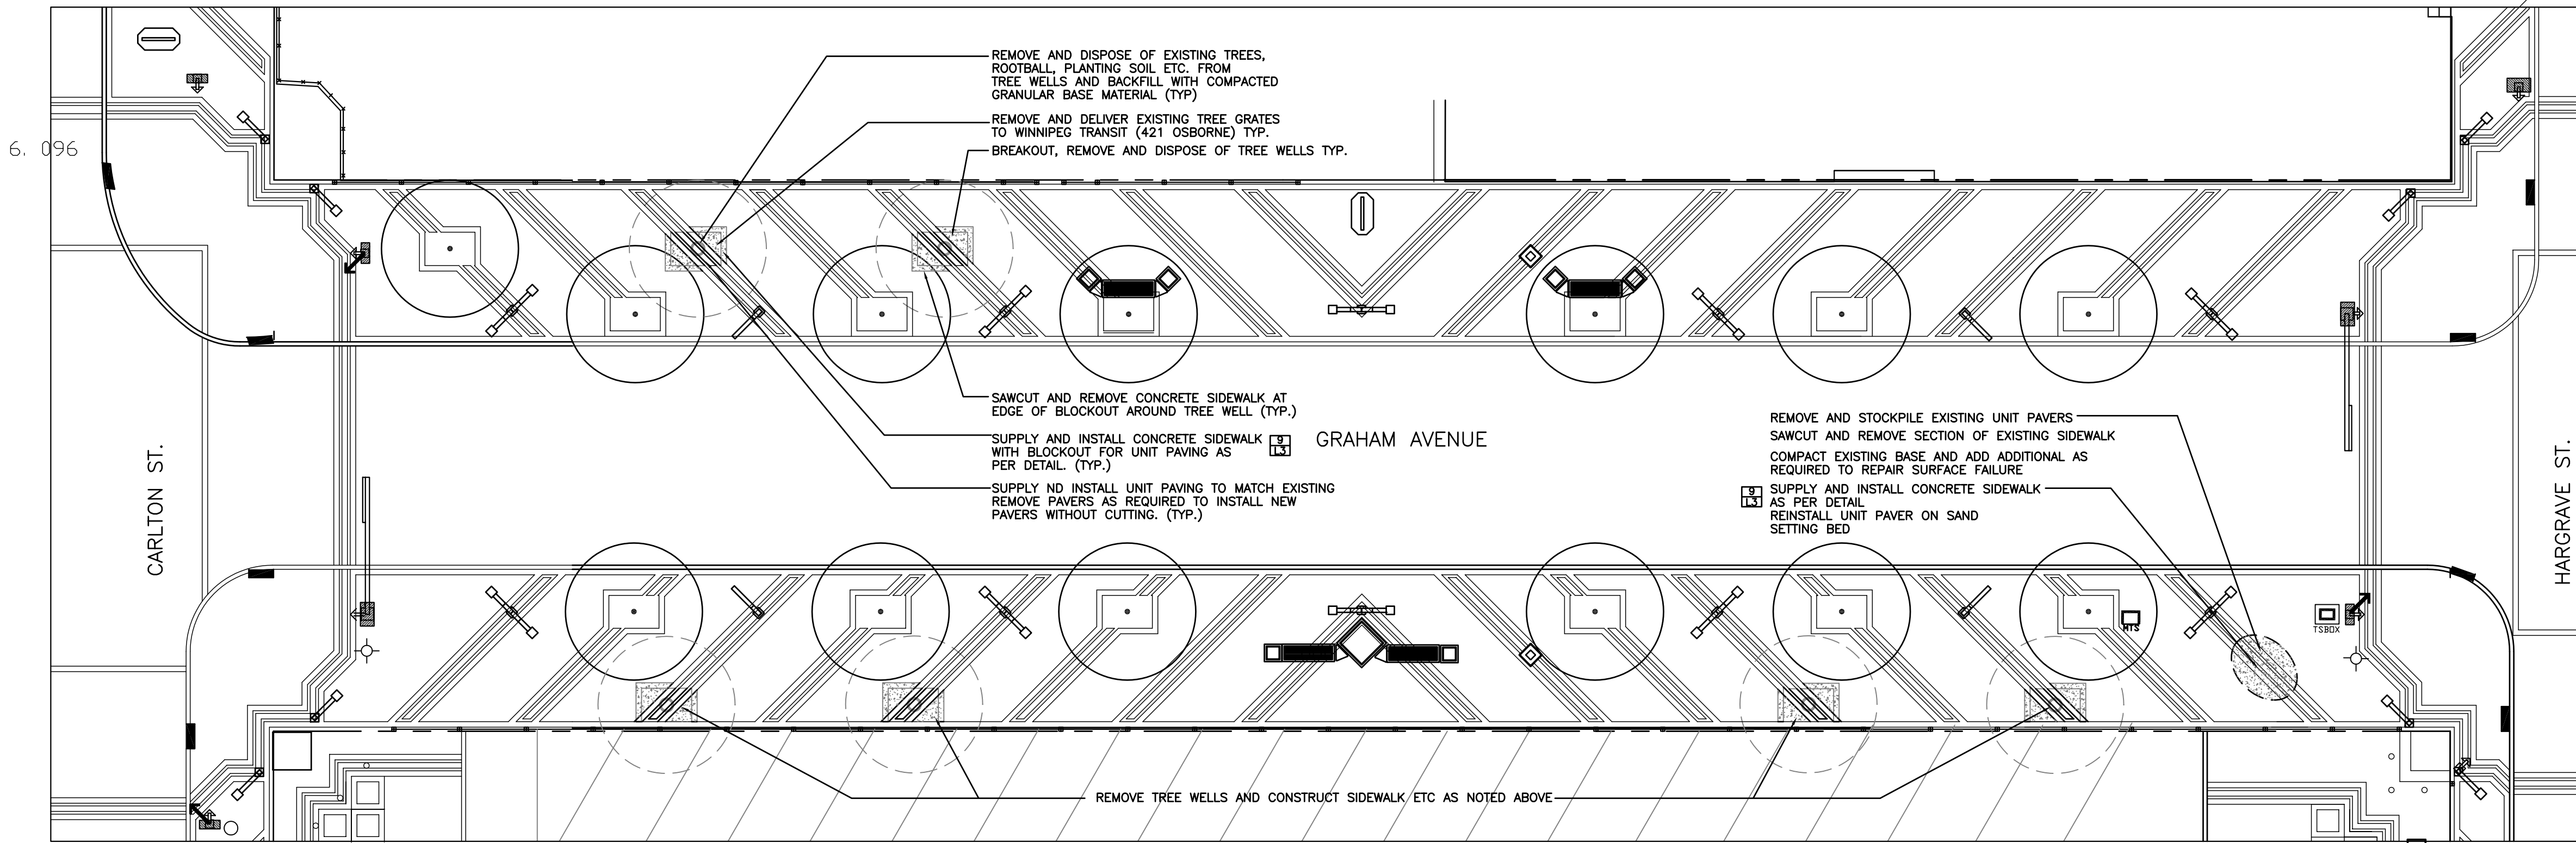 REMOVE AND DISPOSE OF EXISTING TREES,
ROOTBALL, PLANTING SOIL ETC. FROM
TREE WELLS AND BACKFILL WITH COMPACTED
GRANULAR BASE MATERIAL (TYP)
REMOVE AND DELIVER EXISTING TREE GRATES
TO WINNIPEG TRANSIT (421 OSBORNE) TYP.
BREAKOUT, REMOVE AND DISPOSE OF TREE WELLS TYP.
6. 096
SAWCUT AND REMOVE CONCRETE SIDEWALK AT
EDGE OF BLOCKOUT AROUND TREE WELL (TYP.)
SUPPLY AND INSTALL CONCRETE SIDEWALK
WITH BLOCKOUT FOR UNIT PAVING AS
PER DETAIL. (TYP.)
9
L3
GRAHAM AVENUE
SUPPLY ND INSTALL UNIT PAVING TO MATCH EXISTING
REMOVE PAVERS AS REQUIRED TO INSTALL NEW
PAVERS WITHOUT CUTTING. (TYP.)
REMOVE AND STOCKPILE EXISTING UNIT PAVERS
SAWCUT AND REMOVE SECTION OF EXISTING SIDEWALK
COMPACT EXISTING BASE AND ADD ADDITIONAL AS
REQUIRED TO REPAIR SURFACE FAILURE
9
L3
SUPPLY AND INSTALL CONCRETE SIDEWALK
AS PER DETAIL
REINSTALL UNIT PAVER ON SAND
SETTING BED
CARLTON ST.
HARGRAVE ST.
MTS
TSBOX
REMOVE TREE WELLS AND CONSTRUCT SIDEWALK ETC AS NOTED ABOVE